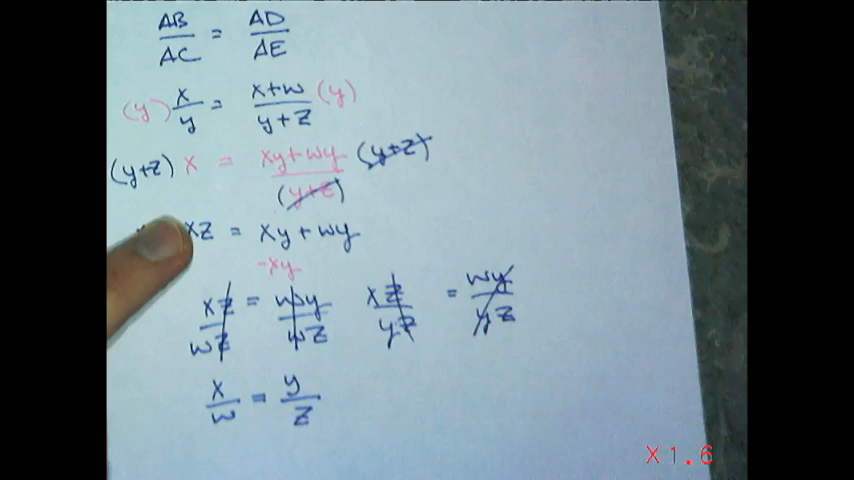 AB/AC = AD/AE
(y) x/y = x+w/y+z (y)
(y+z) x = xy+wy/(y+z) (y+z)
xz = xy + wy
-xy
xz/wz = wy/wz xz/yz = wy/yz
x/w = y/z
X1.6